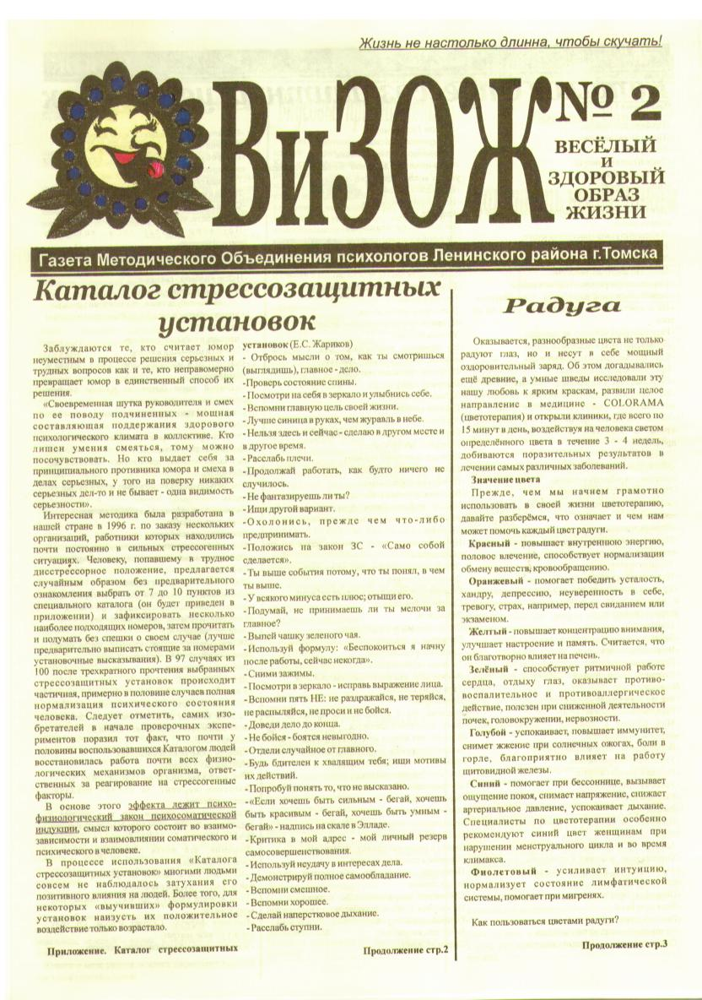 Жизнь не настолько длинна, чтобы скучать!
ВиЗОЖ
№ 2
ВЕСЁЛЫЙ
И
ЗДОРОВЫЙ
ОБРАЗ
ЖИЗНИ
Газета Методического Объединения психологов Ленинского района г.Томска
Каталог стрессозащитных
установок
Заблуждаются те, кто считает юмор
неуместным в процессе решения серьезных и
трудных вопросов как и те, кто неправомерно
превращает юмор в единственный способ их
решения.
«Своевременная шутка руководителя и смех
по ее поводу подчиненных - мощная
составляющая поддержания здорового
психологического климата в коллективе. Кто
лишен умения смеяться, тому можно
посочувствовать. Но кто выдает себя за
принципиального противника юмора и смеха в
делах серьезных, у того на поверку никаких
серьезных дел-то и не бывает - одна видимость
серьезности».
Интересная методика была разработана в
нашей стране в 1996 г. по заказу нескольких
организаций, работники которых находились
почти постоянно в сильных стрессогенных
ситуациях. Человеку, попавшему в трудное
дисстрессорное положение, предлагается
случайным образом без предварительного
ознакомления выбрать от 7 до 10 пунктов из
специального каталога (он будет приведен в
приложении) и зафиксировать несколько
наиболее подходящих номеров, затем прочитать
и подумать без спешки о своем случае (лучше
предварительно выписать стоящие за номерами
установочные высказывания). В 97 случаях из
100 после трехкратного прочтения выбранных
стрессозащитных установок происходит
частичная, примерно в половине случаев полная
нормализация психического состояния
человека. Следует отметить, самих изо-
бретателей в начале проверочных экспе-
риментов поразил тот факт, что почти у
половины воспользовавшихся Каталогом людей
восстановилась работа почти всех физио-
логических механизмов организма, ответ-
ственных за реагирование на стрессогенные
факторы.
В основе этого эффекта лежит психо-
физиологический закон психосоматической
индукции, смысл которого состоит во взаимо-
зависимости и взаимовлиянии соматического и
психического в человеке.
В процессе использования «Каталога
стрессозащитных установок» многими людьми
совсем не наблюдалось затухания его
позитивного влияния на людей. Более того, для
некоторых «выучивших» формулировки
установок наизусть их положительное
воздействие только возрастало.
Приложение. Каталог стрессозащитных
установок (Е.С. Жариков)
- Отбрось мысли о том, как ты смотришься
(выглядишь), главное - дело.
-Проверь состояние спины.
- Посмотри на себя в зеркало и улыбнись себе.
-Вспомни главную цель своей жизни.
- Лучше синица в руках, чем журавль в небе.
-Нельзя здесь и сейчас - сделаю в другом месте и
в другое время.
- Расслабь плечи.
-Продолжай работать, как будто ничего не
случилось.
-Не фантазируешь ли ты?
-Ищи другой вариант.
-Охолонись, прежде чем что-либо
предпринимать.
-Положись на закон ЗС - «Само собой
сделается».
- Ты выше события потому, что ты понял, в чем
ты выше.
-У всякого минуса есть плюс; отыщи его.
-Подумай, не принимаешь ли ты мелочи за
главное?
- Выпей чашку зеленого чая.
-Используй формулу: «Беспокоиться я начну
после работы, сейчас некогда».
-Сними зажимы.
-Посмотри в зеркало - исправь выражение лица.
-Вспомни пять НЕ: не раздражайся, не теряйся,
не распыляйся, не проси и не бойся.
-Доведи дело до конца.
-Не бойся - боятся невыгодно.
-Отдели случайное от главного.
-Будь бдителен к хвалящим тебя; ищи мотивы
их действий.
-Попробуй понять то, что не высказано.
-«Если хочешь быть сильным - бегай, хочешь
быть красивым - бегай, хочешь быть умным -
бегай» - надпись на скале в Элладе.
-Критика в мой адрес - мой личный резерв
самосовершенствования.
-Используй неудачу в интересах дела.
-Демонстрируй полное самообладание.
-Вспомни смешное.
-Вспомни хорошее.
-Сделай наперстковое дыхание.
-Расслабь ступни.
Продолжение стр.2
Радуга
Оказывается, разнообразные цвета не только
радуют глаз, но и несут в себе мощный
оздоровительный заряд. Об этом догадывались
ещё древние, а умные шведы исследовали эту
нашу любовь к ярким краскам, развили целое
направление в медицине - COLORAMA
(цветотерапия) и открыли клиники, где всего по
15 минут в день, воздействуя на человека светом
определённого цвета в течение 3 - 4 недель,
добиваются поразительных результатов в
лечении самых различных заболеваний.
Значение цвета
Прежде, чем мы начнем грамотно
использовать в своей жизни цветотерапию,
давайте разберёмся, что означает и чем нам
может помочь каждый цвет радуги.
Красный - повышает внутреннюю энергию,
половое влечение, способствует нормализации
обмену веществ, кровообращению.
Оранжевый - помогает победить усталость,
хандру, депрессию, неуверенность в себе,
тревогу, страх, например, перед свиданием или
экзаменом.
Желтый - повышает концентрацию внимания,
улучшает настроение и память. Считается, что
он благотворно влияет на печень.
Зелёный - способствует ритмичной работе
сердца, отдыху глаз, оказывает противо-
воспалительное и противоаллергическое
действие, полезен при сниженной деятельности
почек, головокружении, нервозности.
Голубой - успокаивает, повышает иммунитет,
снимет жжение при солнечных ожогах, боли в
горле, благоприятно влияет на работу
щитовидной железы.
Синий - помогает при бессоннице, вызывает
ощущение покоя, снимает напряжение, снижает
артериальное давление, успокаивает дыхание.
Специалисты по цветотерапии особенно
рекомендуют синий цвет женщинам при
нарушении менструального цикла и во время
климакса.
Фиолетовый - усиливает интуицию,
нормализует состояние лимфатической
системы, помогает при мигренях.
Как пользоваться цветами радуги?
Продолжение стр.3